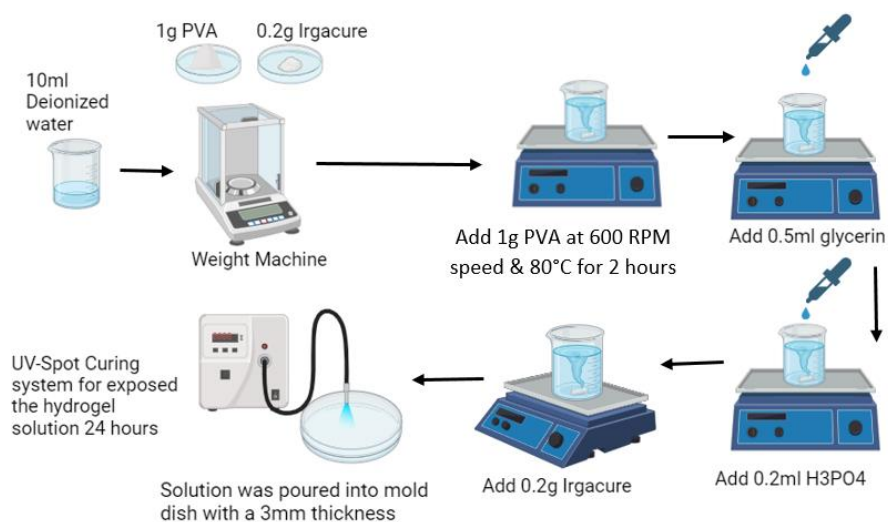 1g PVA
0.2g Irgacure
10ml
Deionized
water
Weight Machine
Add 1g PVA at 600 RPM
speed & 80°C for 2 hours
Add 0.5ml glycerin
Add 0.2ml H3PO4
Add 0.2g Irgacure
UV-Spot Curing
system for exposed
the hydrogel
solution 24 hours
Solution was poured into mold
dish with a 3mm thickness